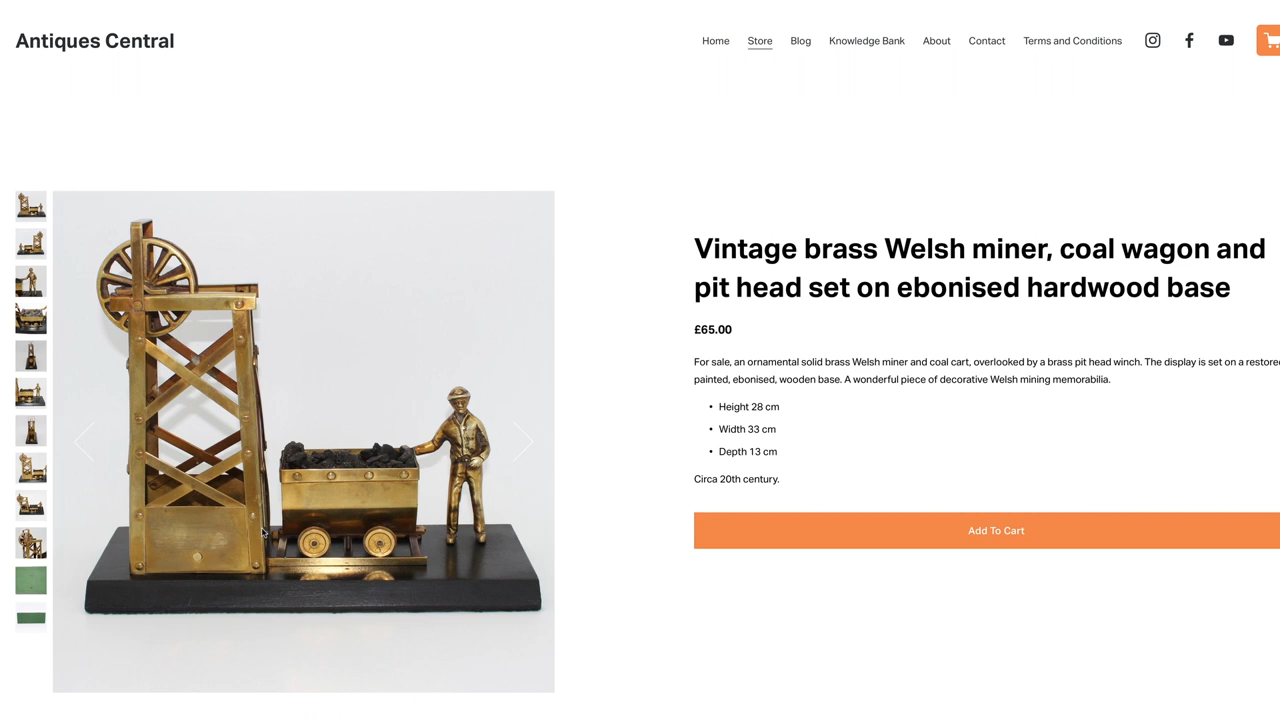 Antiques Central
Home Store Blog Knowledge Bank About Contact Terms and Conditions
Vintage brass Welsh miner, coal wagon and
pit head set on ebonised hardwood base
£65.00
For sale, an ornamental solid brass Welsh miner and coal cart, overlooked by a brass pit head winch. The display is set on a restored
painted, ebonised, wooden base. A wonderful piece of decorative Welsh mining memorabilia.
• Height 28 cm
• Width 33 cm
• Depth 13 cm
Circa 20th century.
Add To Cart